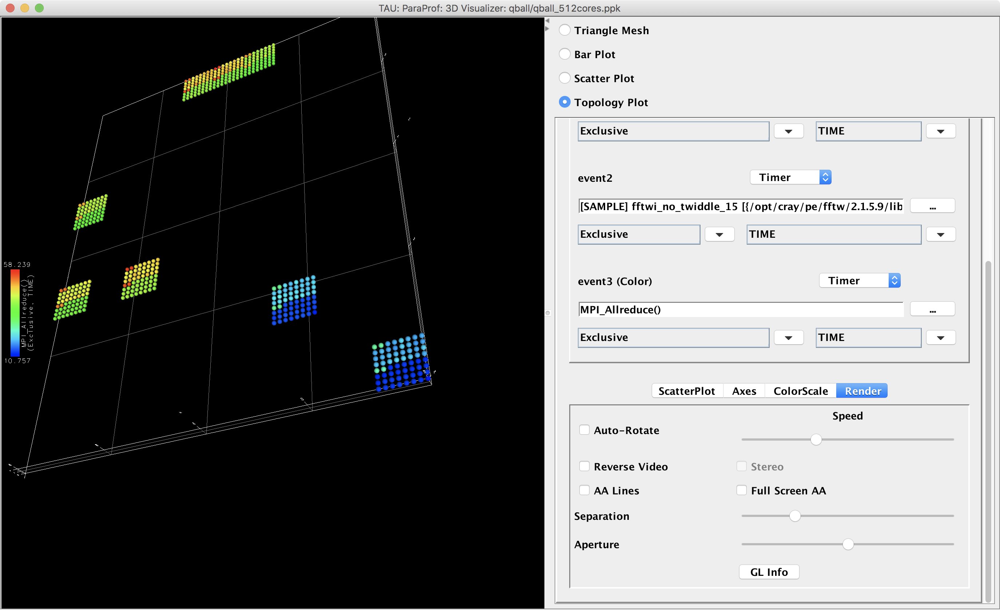 TAU: ParaProf: 3D Visualizer: qball/qball_512cores.ppk
58.239
MPI_Allreduce()
(Exclusive, TIME)
10.757
Triangle Mesh
Bar Plot
Scatter Plot
Topology Plot
Exclusive TIME
event2 Timer
[SAMPLE] fftwi_no_twiddle_15 [{/opt/cray/pe/fftw/2.1.5.9/lib ...
Exclusive TIME
event3 (Color) Timer
MPI_Allreduce() ...
Exclusive TIME
ScatterPlot Axes ColorScale Render
Speed
Auto-Rotate
Reverse Video Stereo
AA Lines Full Screen AA
Separation
Aperture
GL Info